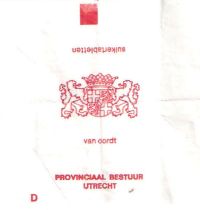 suikertabletten
van oordt
PROVINCIAAL BESTUUR
UTRECHT
D